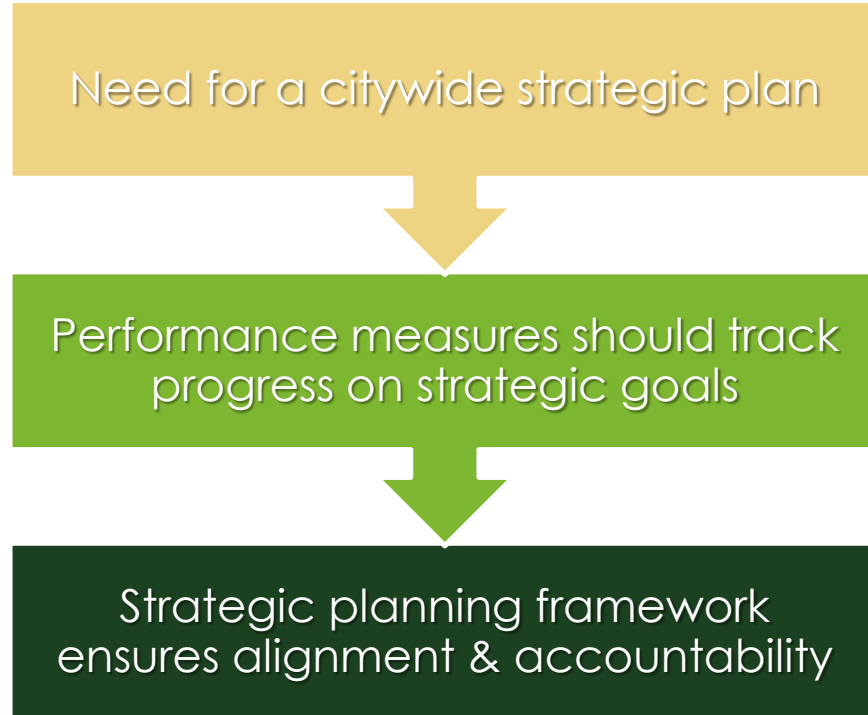 Need for a citywide strategic plan
Performance measures should track
progress on strategic goals
Strategic planning framework
ensures alignment & accountability